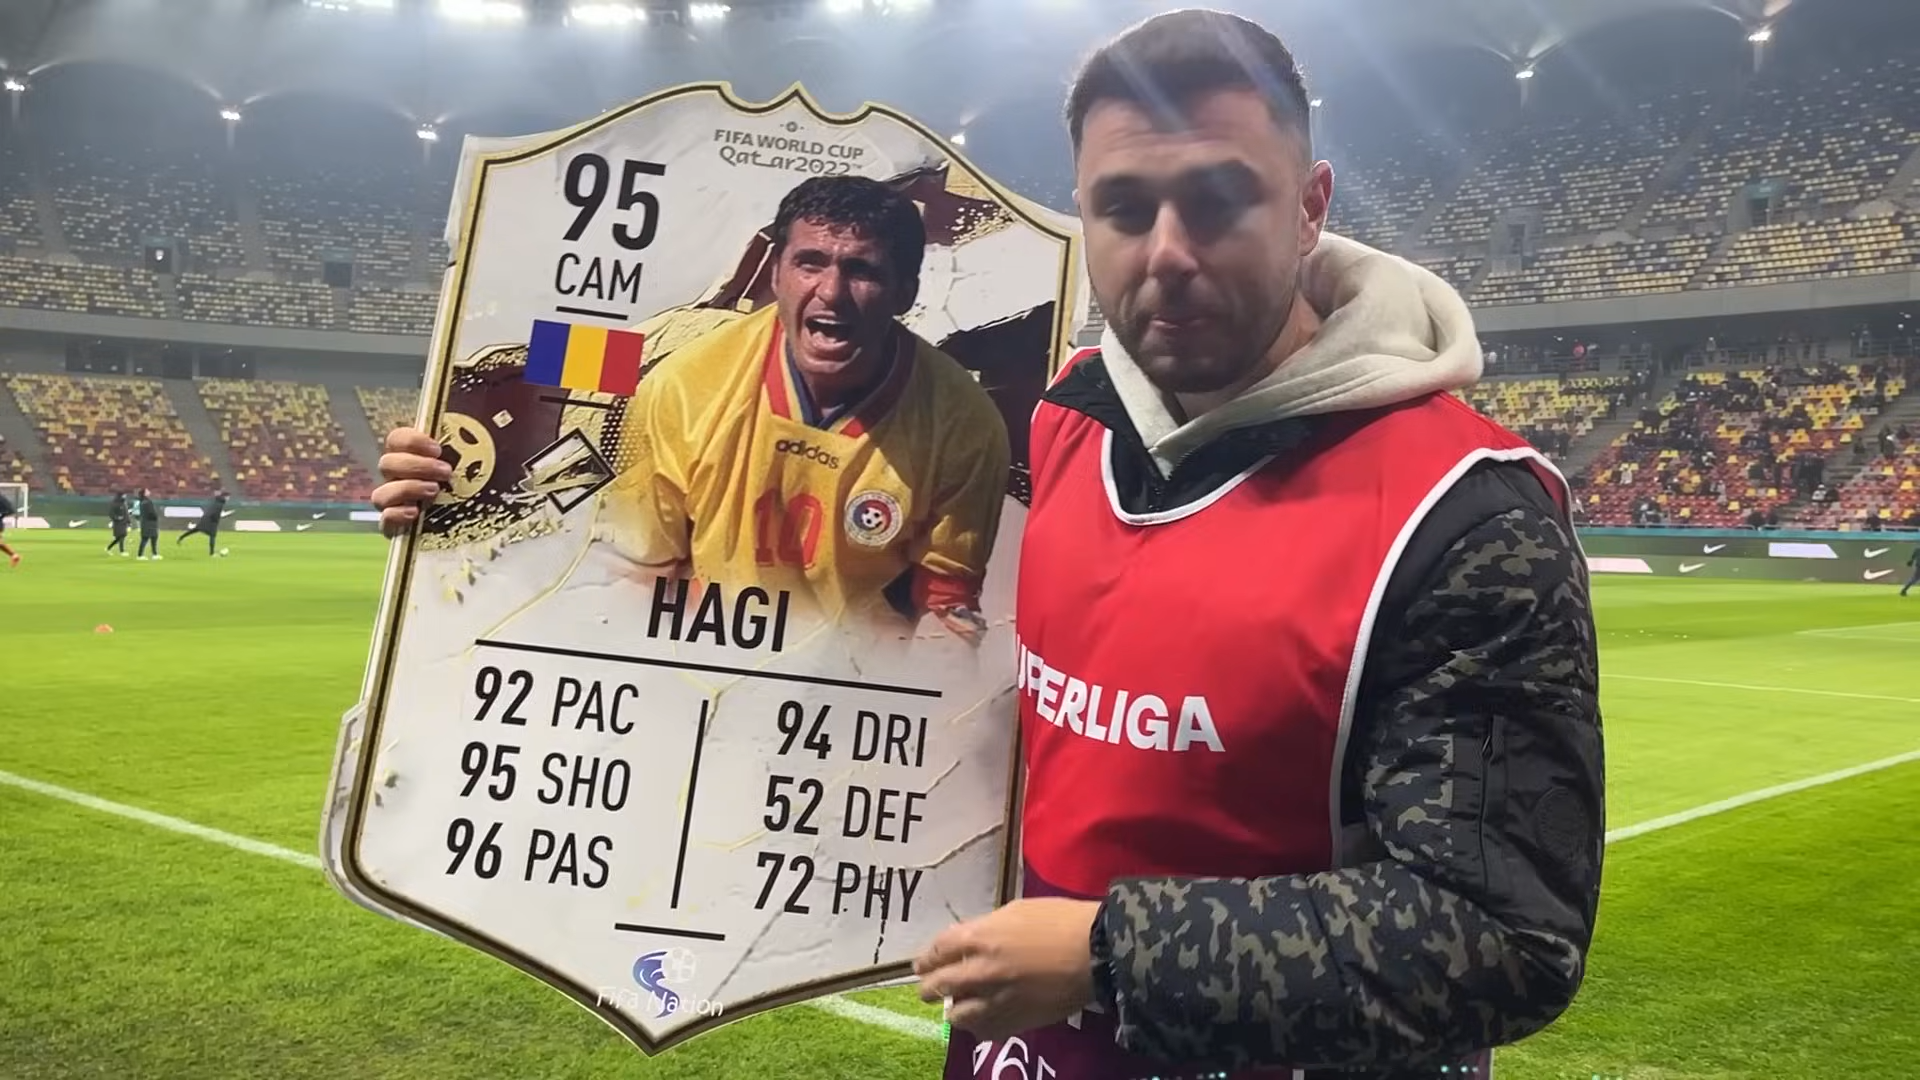 FIFA WORLD CUP
Qatar2022
95
CAM
adidas
10
HAGI
92 PAC
95 SHO
96 PAS
94 DRI
52 DEF
72 PHY
Fifa Nation
UPERLIGA